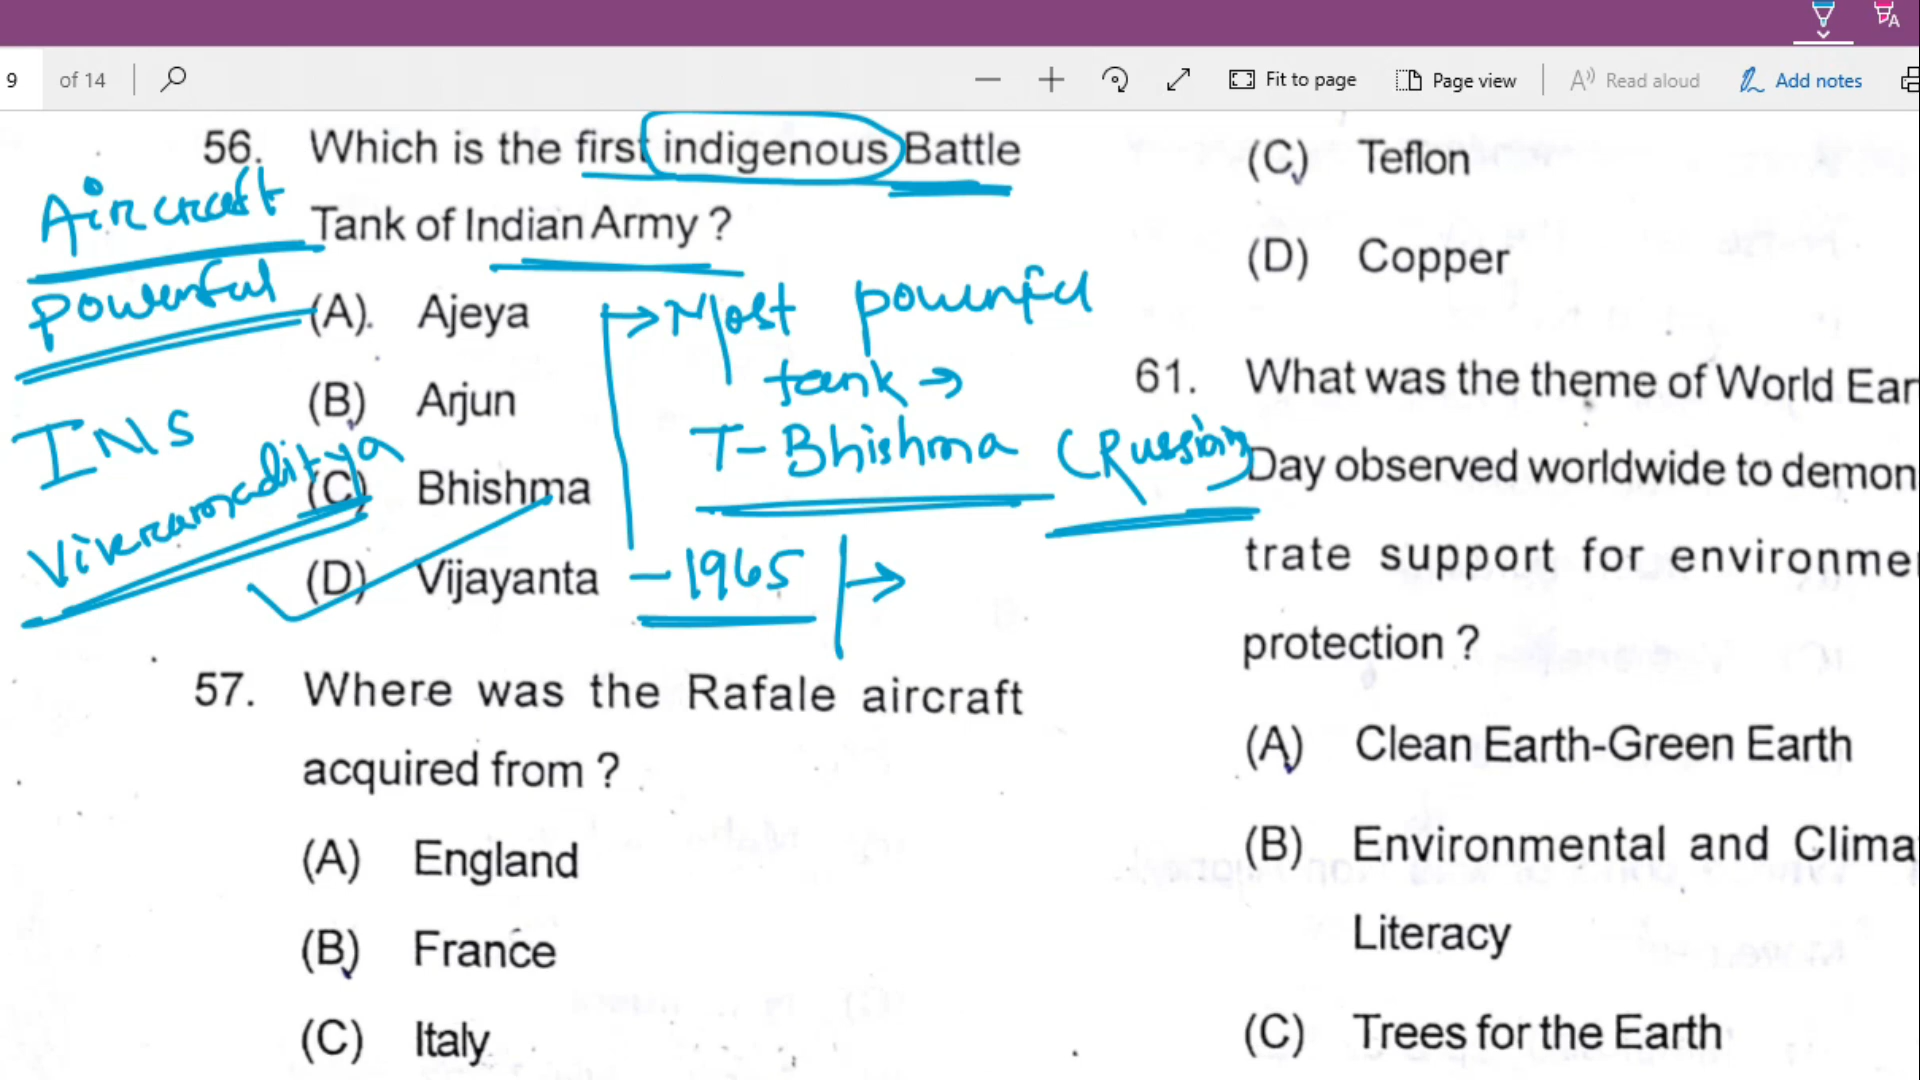 9 of 14
Fit to page
Page view
Read aloud
Add notes
56. Which is the first indigenous Battle
Tank of Indian Army ?
(A). Ajeya
(B) Arjun
(C) Bhishma
(D) Vijayanta
Aircraft
powerful
INS
Vikramaditya
Most powerful
tank →
T-Bhishma (Russian)
- 1965 →
57. Where was the Rafale aircraft
acquired from ?
(A) England
(B) France
(C) Italy
(C) Teflon
(D) Copper
61. What was the theme of World Ear
Day observed worldwide to demon
trate support for environme
protection ?
(A) Clean Earth-Green Earth
(B) Environmental and Clima
Literacy
(C) Trees for the Earth